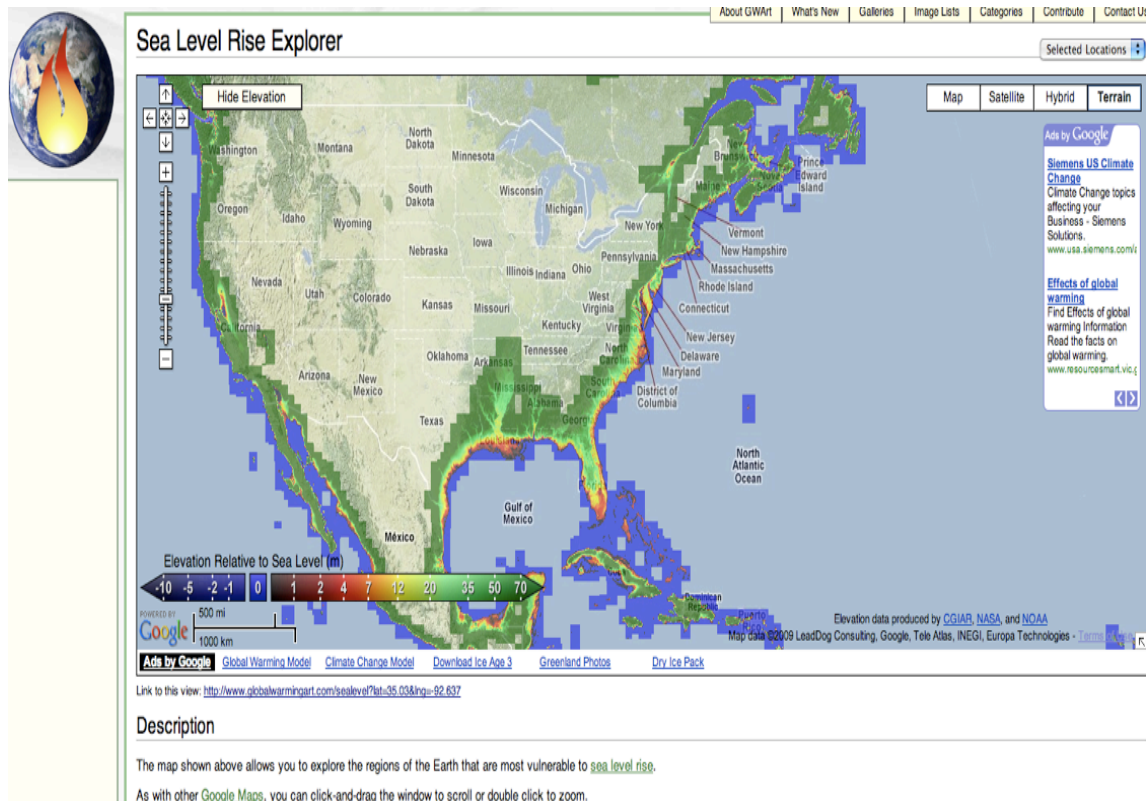 About GWArt What's New Galleries Image Lists Categories Contribute Contact Us
Sea Level Rise Explorer
Selected Locations
Hide Elevation
Map Satellite Hybrid Terrain
Washington
Montana
North Dakota
Minnesota
Oregon
Idaho
Wyoming
South Dakota
Wisconsin
Michigan
Nebraska
Iowa
Illinois
Indiana
Ohio
Pennsylvania
New York
Maine
New Brunswick
Nova Scotia
Prince Edward Island
Vermont
New Hampshire
Massachusetts
Rhode Island
Connecticut
New Jersey
Delaware
Maryland
District of Columbia
Nevada
Utah
Colorado
Kansas
Missouri
West Virginia
Virginia
Kentucky
California
Arizona
New Mexico
Oklahoma
Arkansas
Tennessee
North Carolina
South Carolina
Mississippi
Alabama
Georgia
Texas
Louisiana
North Atlantic Ocean
Gulf of Mexico
México
Cuba
Dominican Republic
Puerto Rico
Ads by Google
Siemens US Climate
Change
Climate Change topics
affecting your
Business - Siemens
Solutions.
www.usa.siemens.com/
Effects of global
warming
Find Effects of global
warming Information
Read the facts on
global warming.
www.resourcesmart.vic.g
Elevation Relative to Sea Level (m)
-10 -5 -2 -1 0 1 2 4 7 12 20 35 50 70
POWERED BY
Google
500 mi
1000 km
Elevation data produced by CGIAR, NASA, and NOAA
Map data ©2009 LeadDog Consulting, Google, Tele Atlas, INEGI, Europa Technologies - Terms of Use
Ads by Google Global Warming Model Climate Change Model Download Ice Age 3 Greenland Photos Dry Ice Pack
Link to this view: http://www.globalwarmingart.com/sealevel?lat=35.03&lng=-92.637
Description
The map shown above allows you to explore the regions of the Earth that are most vulnerable to sea level rise.
As with other Google Maps, you can click-and-drag the window to scroll or double click to zoom.